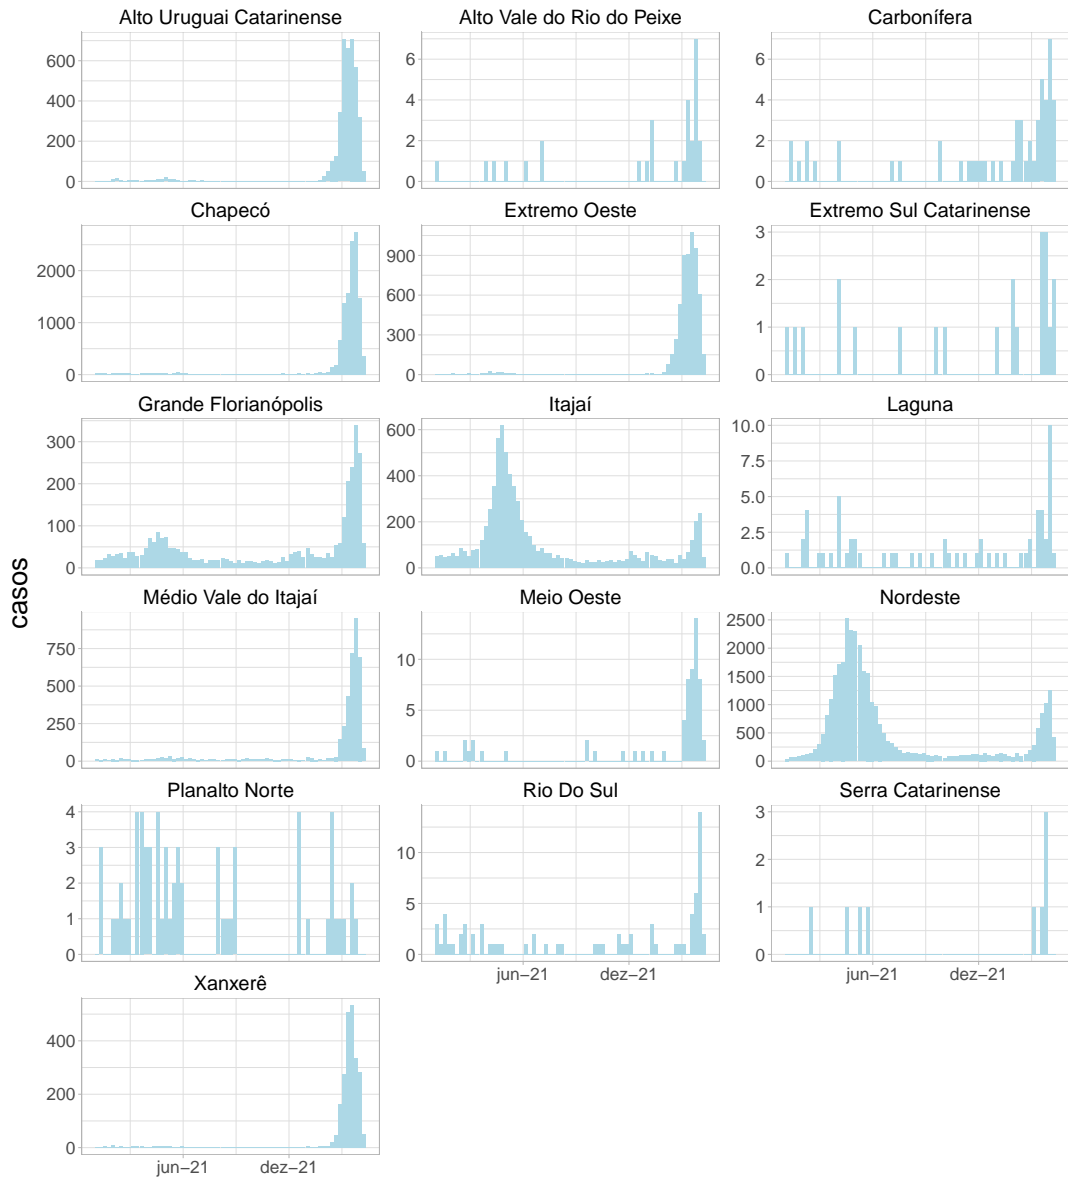 Alto Uruguai Catarinense
Alto Vale do Rio do Peixe
Carbonífera
600
400
200
0
6
4
2
0
6
4
2
0
Chapecó
Extremo Oeste
Extremo Sul Catarinense
2000
1000
0
900
600
300
0
3
2
1
0
Grande Florianópolis
Itajaí
Laguna
300
200
100
0
600
400
200
0
10.0
7.5
5.0
2.5
0.0
casos
Médio Vale do Itajaí
Meio Oeste
Nordeste
750
500
250
0
10
5
0
2500
2000
1500
1000
500
0
Planalto Norte
Rio Do Sul
Serra Catarinense
4
3
2
1
0
10
5
0
3
2
1
0
jun−21
dez−21
jun−21
dez−21
Xanxerê
400
200
0
jun−21
dez−21